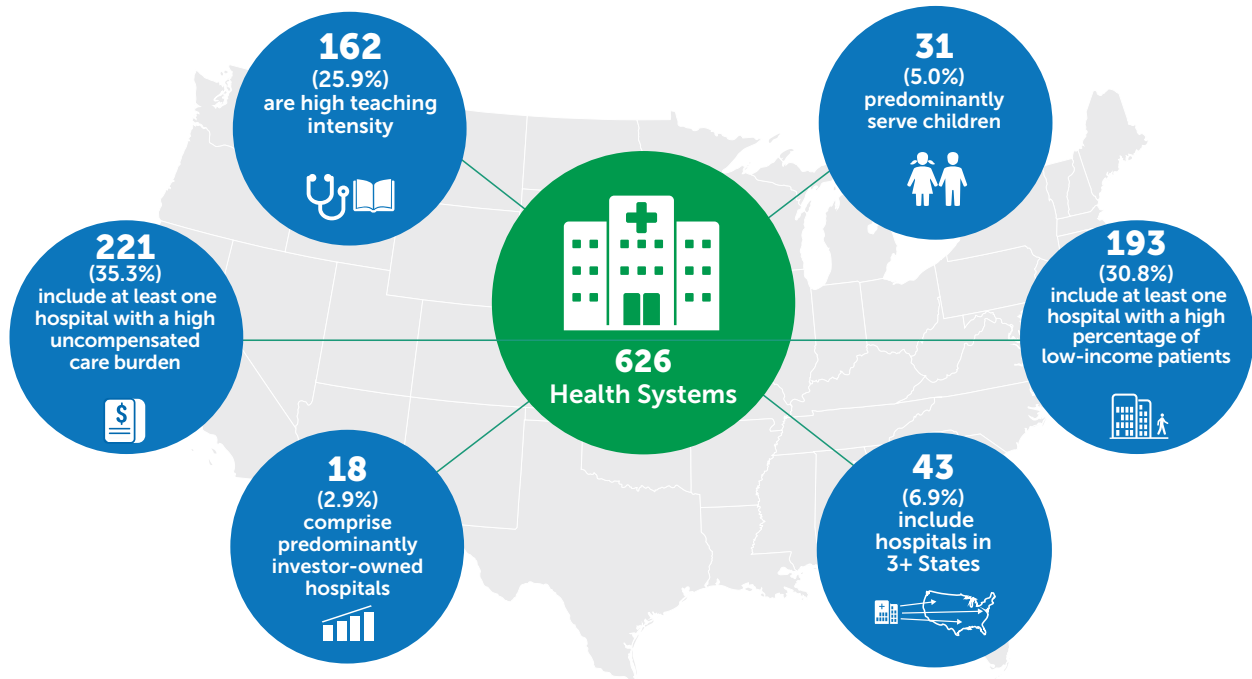 162
(25.9%)
are high teaching
intensity
31
(5.0%)
predominantly
serve children
221
(35.3%)
include at least one
hospital with a high
uncompensated
care burden
$
626
Health Systems
193
(30.8%)
include at least one
hospital with a high
percentage of
low-income patients
18
(2.9%)
comprise
predominantly
investor-owned
hospitals
43
(6.9%)
include
hospitals in
3+ States